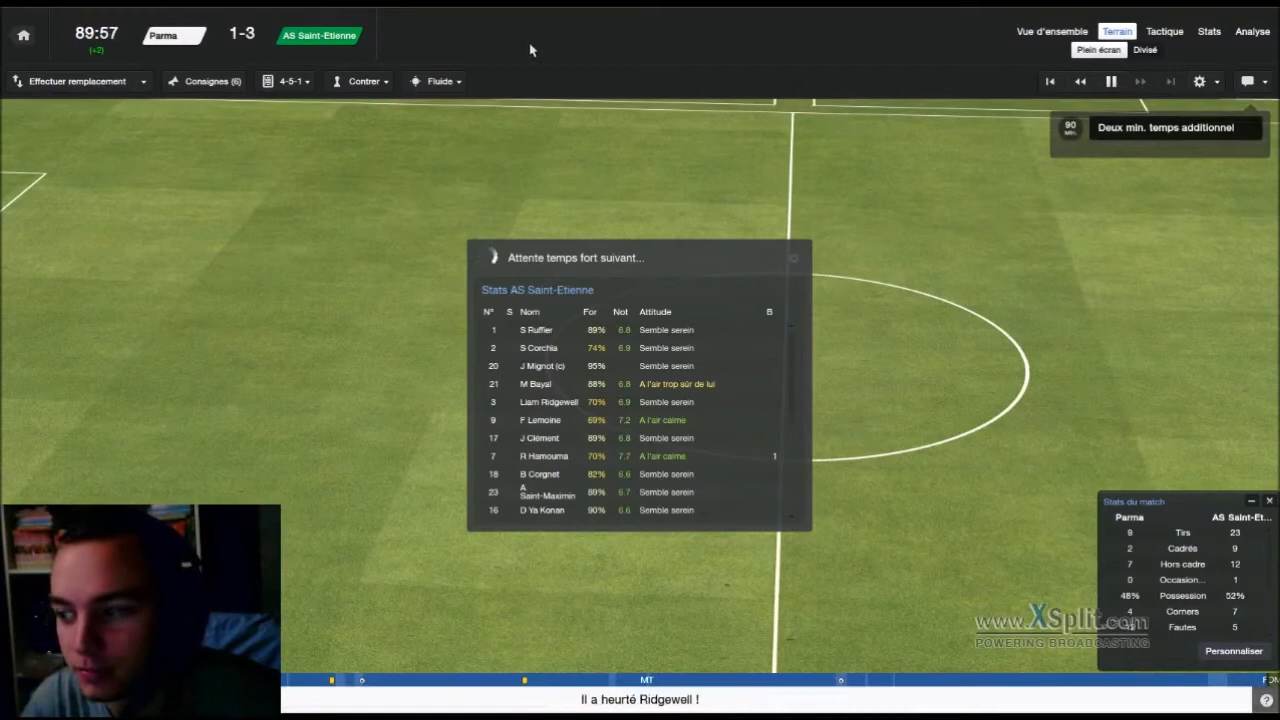 89:57
(+2)
Parma
1-3
AS Saint-Etienne
Vue d'ensemble Terrain Tactique Stats Analyse
Plein écran Divisé
Effectuer remplacement Consignes (6) 4-5-1 Contrer Fluide
90 MIN. Deux min. temps additionnel
Attente temps fort suivant...
Stats AS Saint-Etienne
N° S Nom For Not Attitude B
1 S Ruffier 89% 6.8 Semble serein
2 S Corchia 74% 6.9 Semble serein
20 J Mignot (c) 95% Semble serein
21 M Bayal 88% 6.8 A l'air trop sûr de lui
3 Liam Ridgewell 70% 6.9 Semble serein
9 F Lemoine 69% 7.2 A l'air calme
17 J Clément 89% 6.8 Semble serein
7 R Hamouma 70% 7.7 A l'air calme 1
18 B Corgnet 82% 6.6 Semble serein
23 A Saint-Maximin 89% 6.7 Semble serein
16 D Ya Konan 90% 6.6 Semble serein
Stats du match
Parma AS Saint-Et...
9 Tirs 23
2 Cadrés 9
7 Hors cadre 12
0 Occasion... 1
48% Possession 52%
4 Corners 7
Fautes 5
Personnaliser
www.XSplit.com
POWERING BROADCASTING
MT
Il a heurté Ridgewell !
?